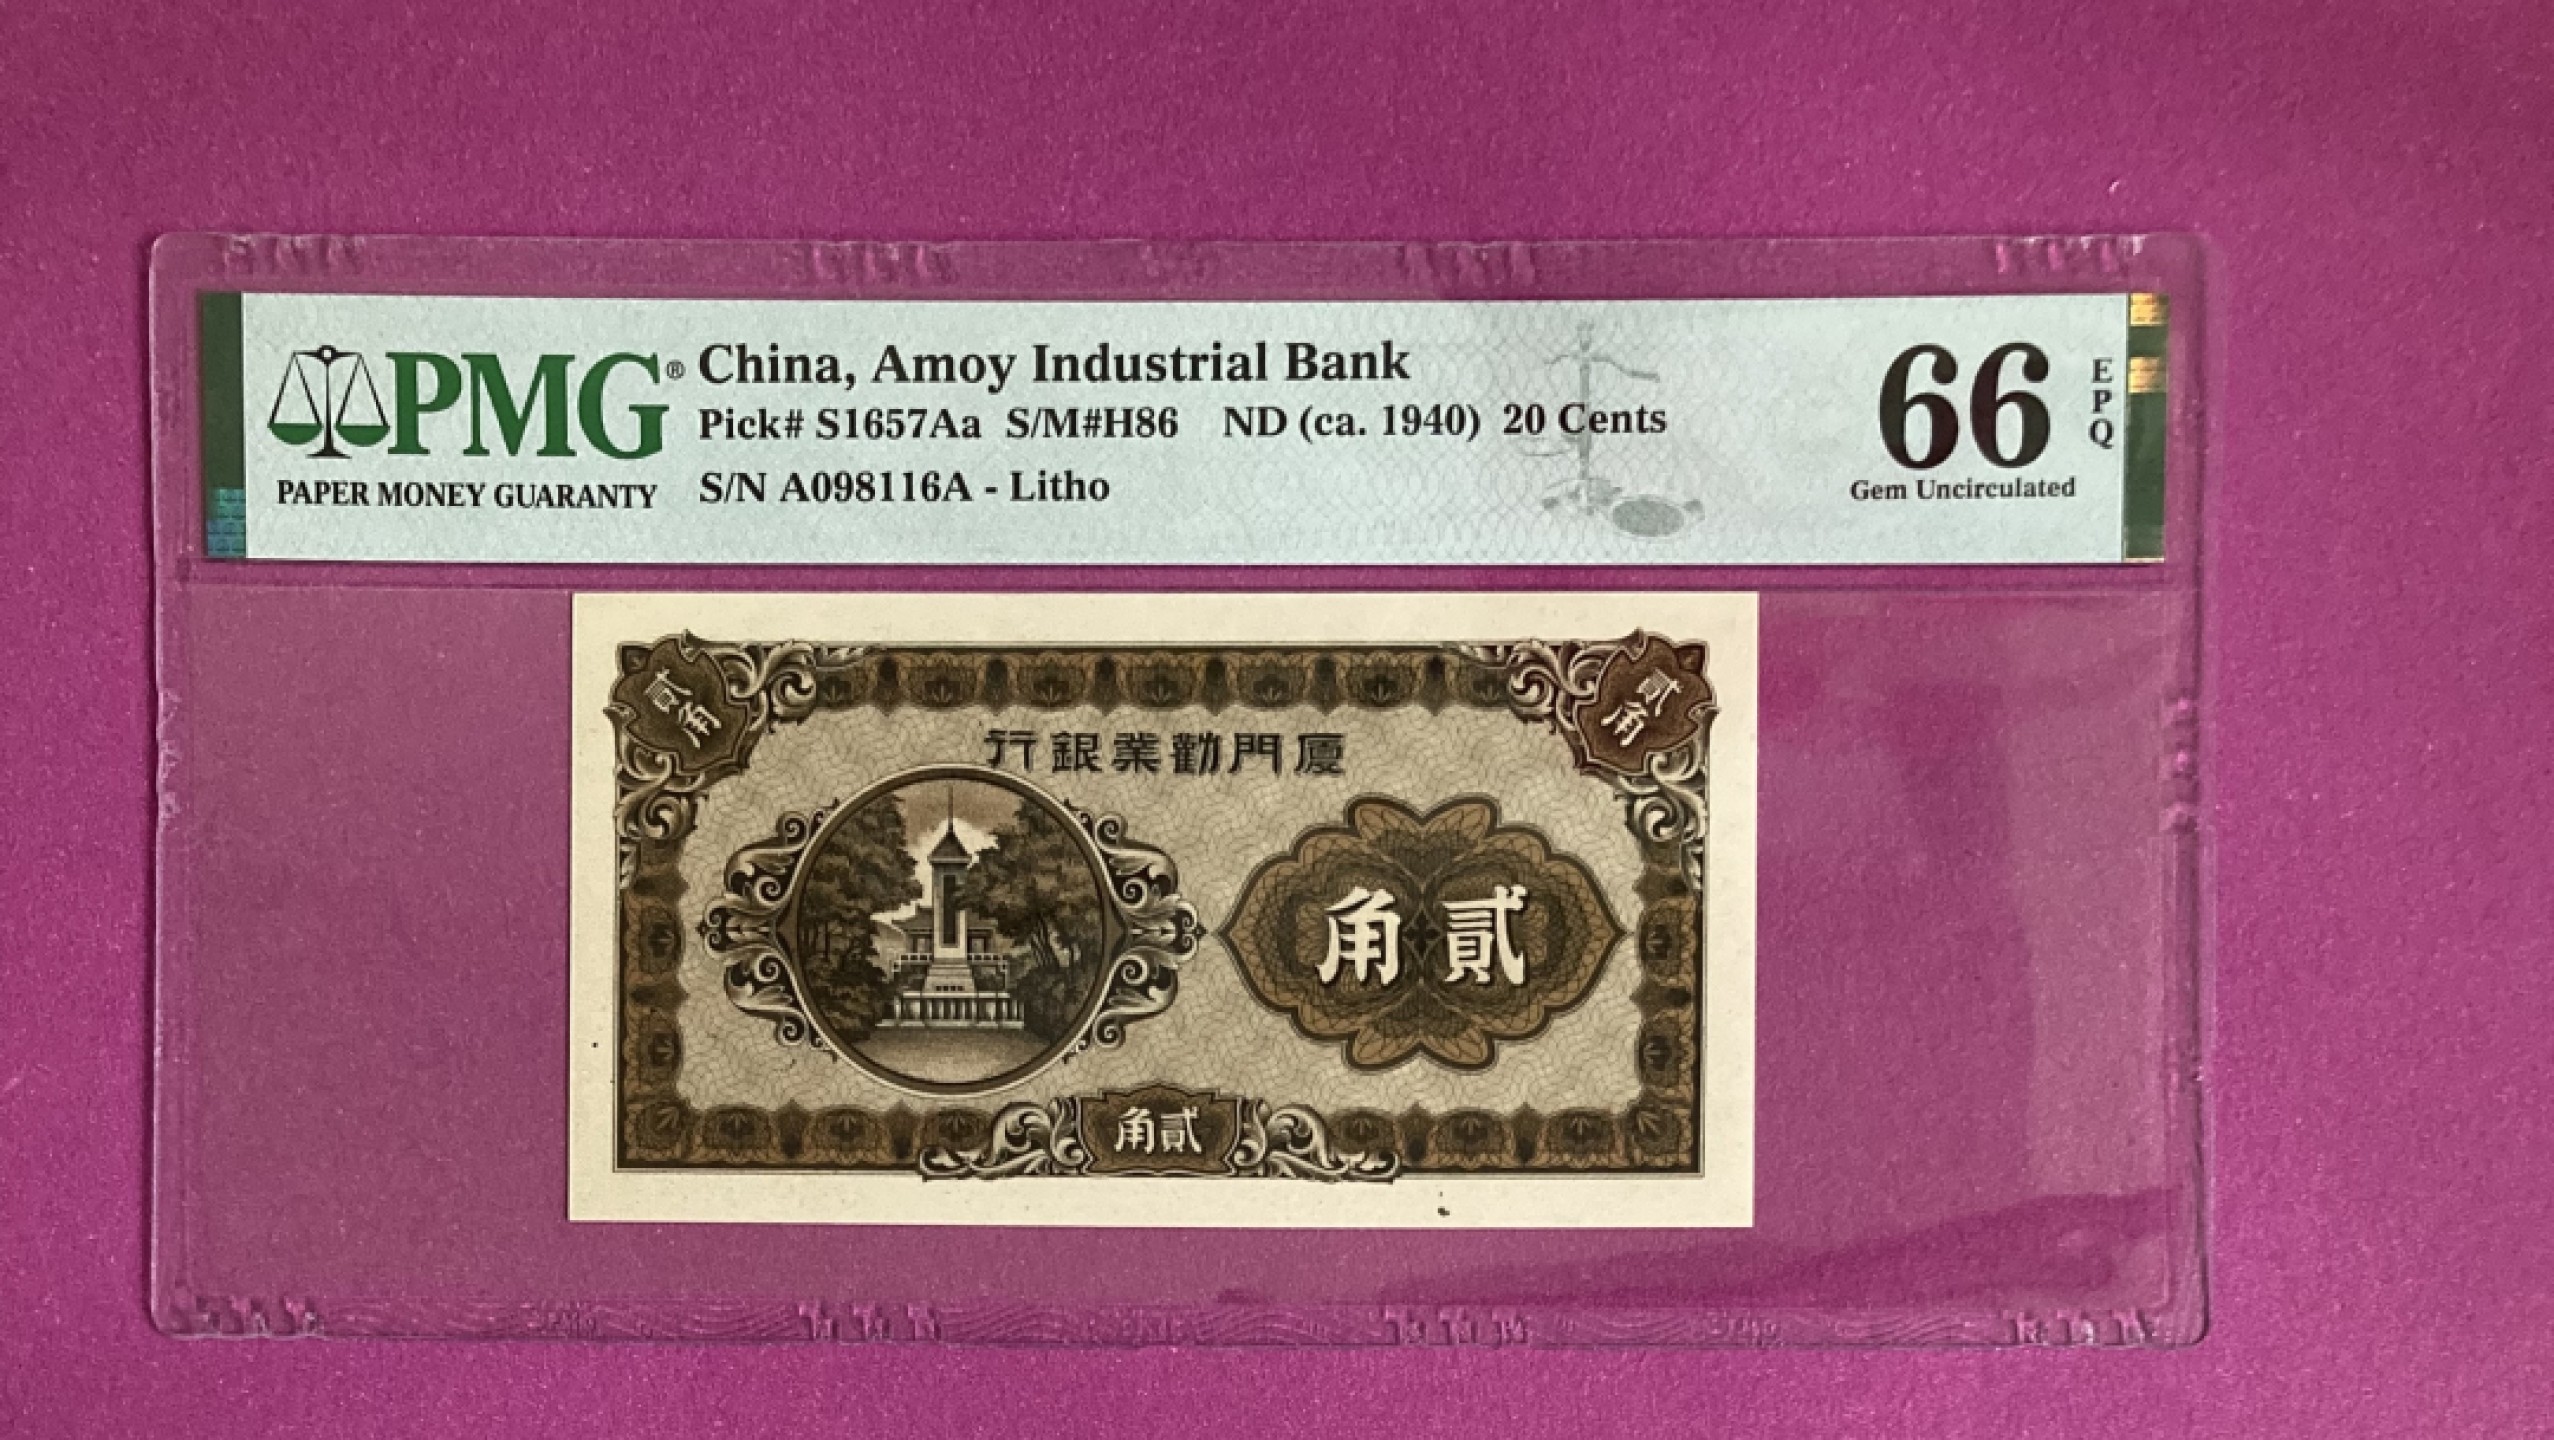 PMG®
PAPER MONEY GUARANTY
China, Amoy Industrial Bank
Pick# S1657Aa S/M#H86 ND (ca. 1940) 20 Cents
S/N A098116A - Litho
66
EPQ
Gem Uncirculated
貳角
貳角
行銀業勸門廈
角貳
角貳